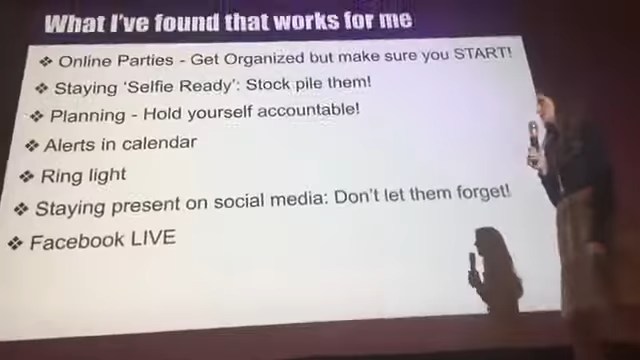 What I've found that works for me
❖ Online Parties - Get Organized but make sure you START!
❖ Staying 'Selfie Ready': Stock pile them!
❖ Planning - Hold yourself accountable!
❖ Alerts in calendar
❖ Ring light
❖ Staying present on social media: Don't let them forget!
❖ Facebook LIVE